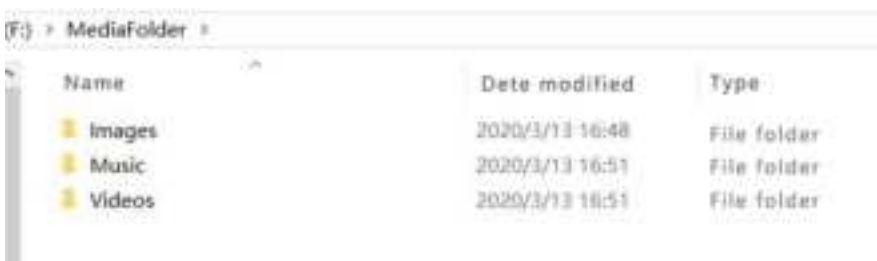 (F:) › MediaFolder ›
Name Dete modified Type
Images 2020/3/13 16:48 File folder
Music 2020/3/13 16:51 File folder
Videos 2020/3/13 16:51 File folder